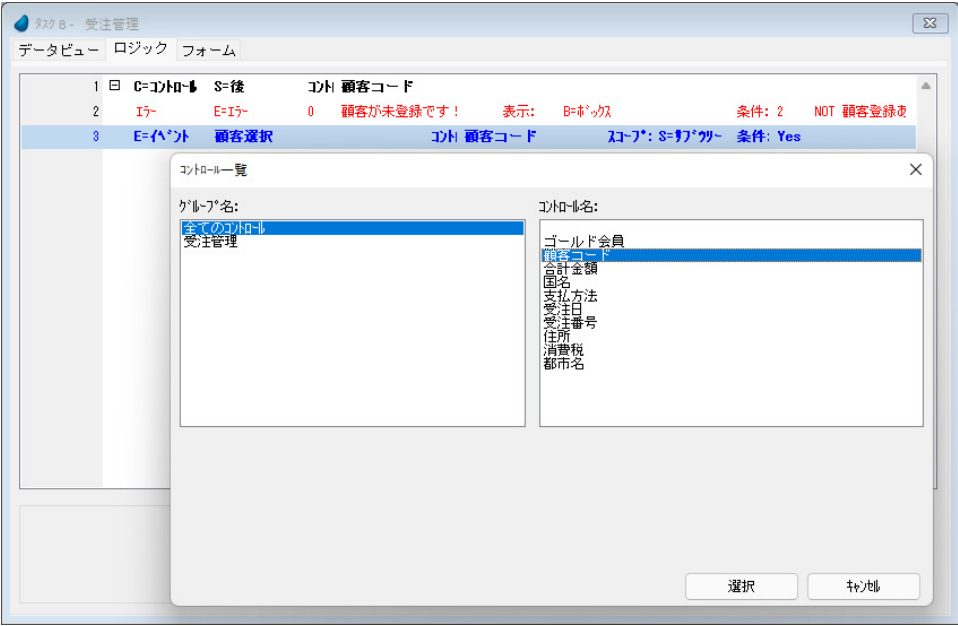 ﾀｽｸ 8 - 受注管理
データビュー ロジック フォーム
1 C=ｺﾝﾄﾛｰﾙ S=後 ｺﾝﾄ 顧客コード
2 ｴﾗｰ E=ｴﾗｰ 0 顧客が未登録です！ 表示: B=ﾎﾞｯｸｽ 条件: 2 NOT 顧客登録あ
3 E=ｲﾍﾞﾝﾄ 顧客選択 ｺﾝﾄ 顧客コード ｽｺｰﾌﾟ: S=ｻﾌﾞﾂﾘｰ 条件: Yes
ｺﾝﾄﾛｰﾙ一覧
ｸﾞﾙｰﾌﾟ名:
全てのｺﾝﾄﾛｰﾙ
受注管理
ｺﾝﾄﾛｰﾙ名:
ゴールド会員
顧客コード
合計金額
国名
支払方法
受注日
受注番号
住所
消費税
都市名
選択 ｷｬﾝｾﾙ